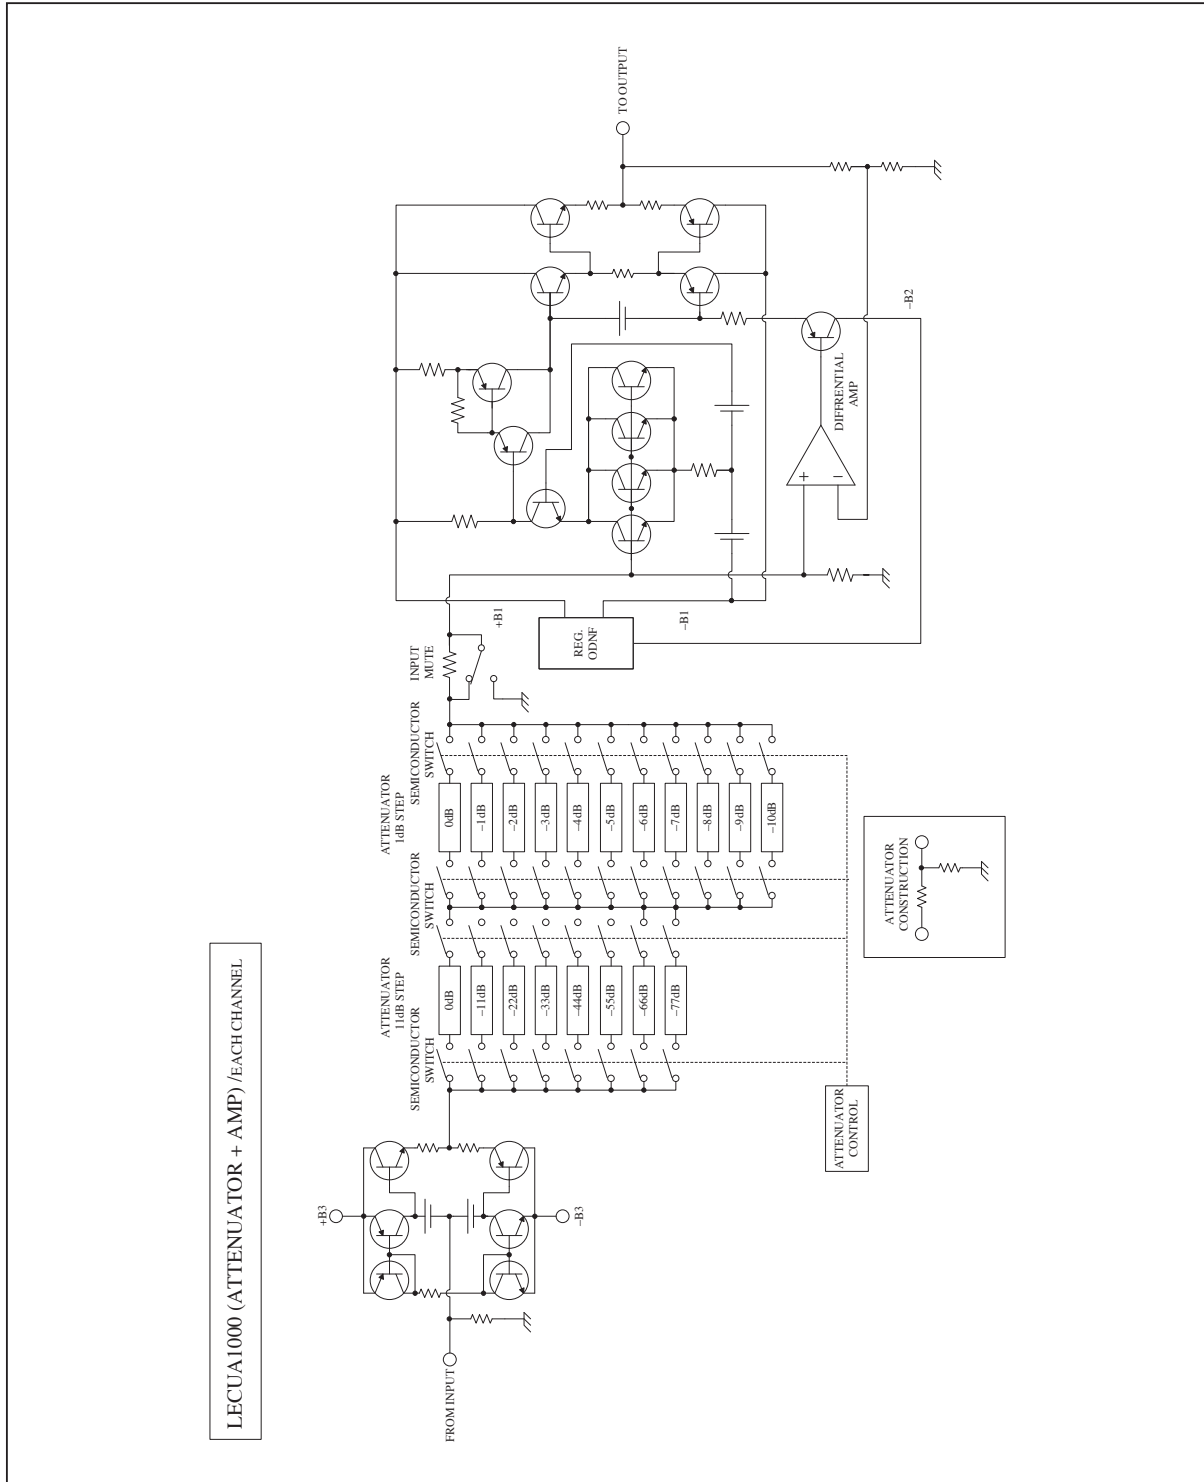 LECUA1000 (ATTENUATOR + AMP) /EACH CHANNEL
FROM INPUT
+B3
−B3
SEMICONDUCTOR
SWITCH
ATTENUATOR
11dB STEP
0dB
−11dB
−22dB
−33dB
−44dB
−55dB
−66dB
−77dB
SEMICONDUCTOR
SWITCH
ATTENUATOR
1dB STEP
0dB
−1dB
−2dB
−3dB
−4dB
−5dB
−6dB
−7dB
−8dB
−9dB
−10dB
SEMICONDUCTOR
SWITCH
ATTENUATOR
CONTROL
ATTENUATOR
CONSTRUCTION
INPUT
MUTE
+B1
REG.
ODNF
−B1
+
−
DIFFRENTIAL
AMP
−B2
TO OUTPUT